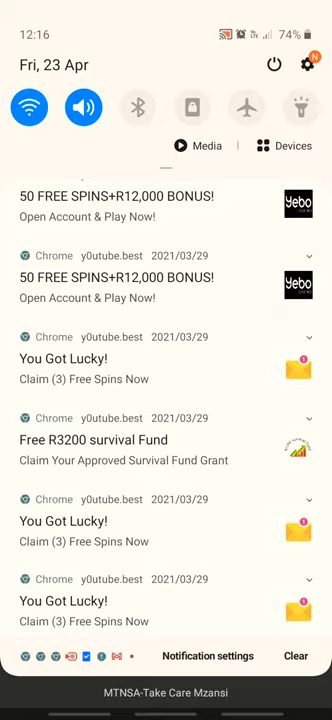 12:16
74%
Fri, 23 Apr
N
Media | Devices
50 FREE SPINS+R12,000 BONUS!
Open Account & Play Now!
yebo
Chrome y0utube.best 2021/03/29
50 FREE SPINS+R12,000 BONUS!
Open Account & Play Now!
yebo
Chrome y0utube.best 2021/03/29
You Got Lucky!
Claim (3) Free Spins Now
1
Chrome y0utube.best 2021/03/29
Free R3200 survival Fund
Claim Your Approved Survival Fund Grant
Chrome y0utube.best 2021/03/29
You Got Lucky!
Claim (3) Free Spins Now
1
Chrome y0utube.best 2021/03/29
You Got Lucky!
Claim (3) Free Spins Now
1
Notification settings Clear
MTNSA-Take Care Mzansi